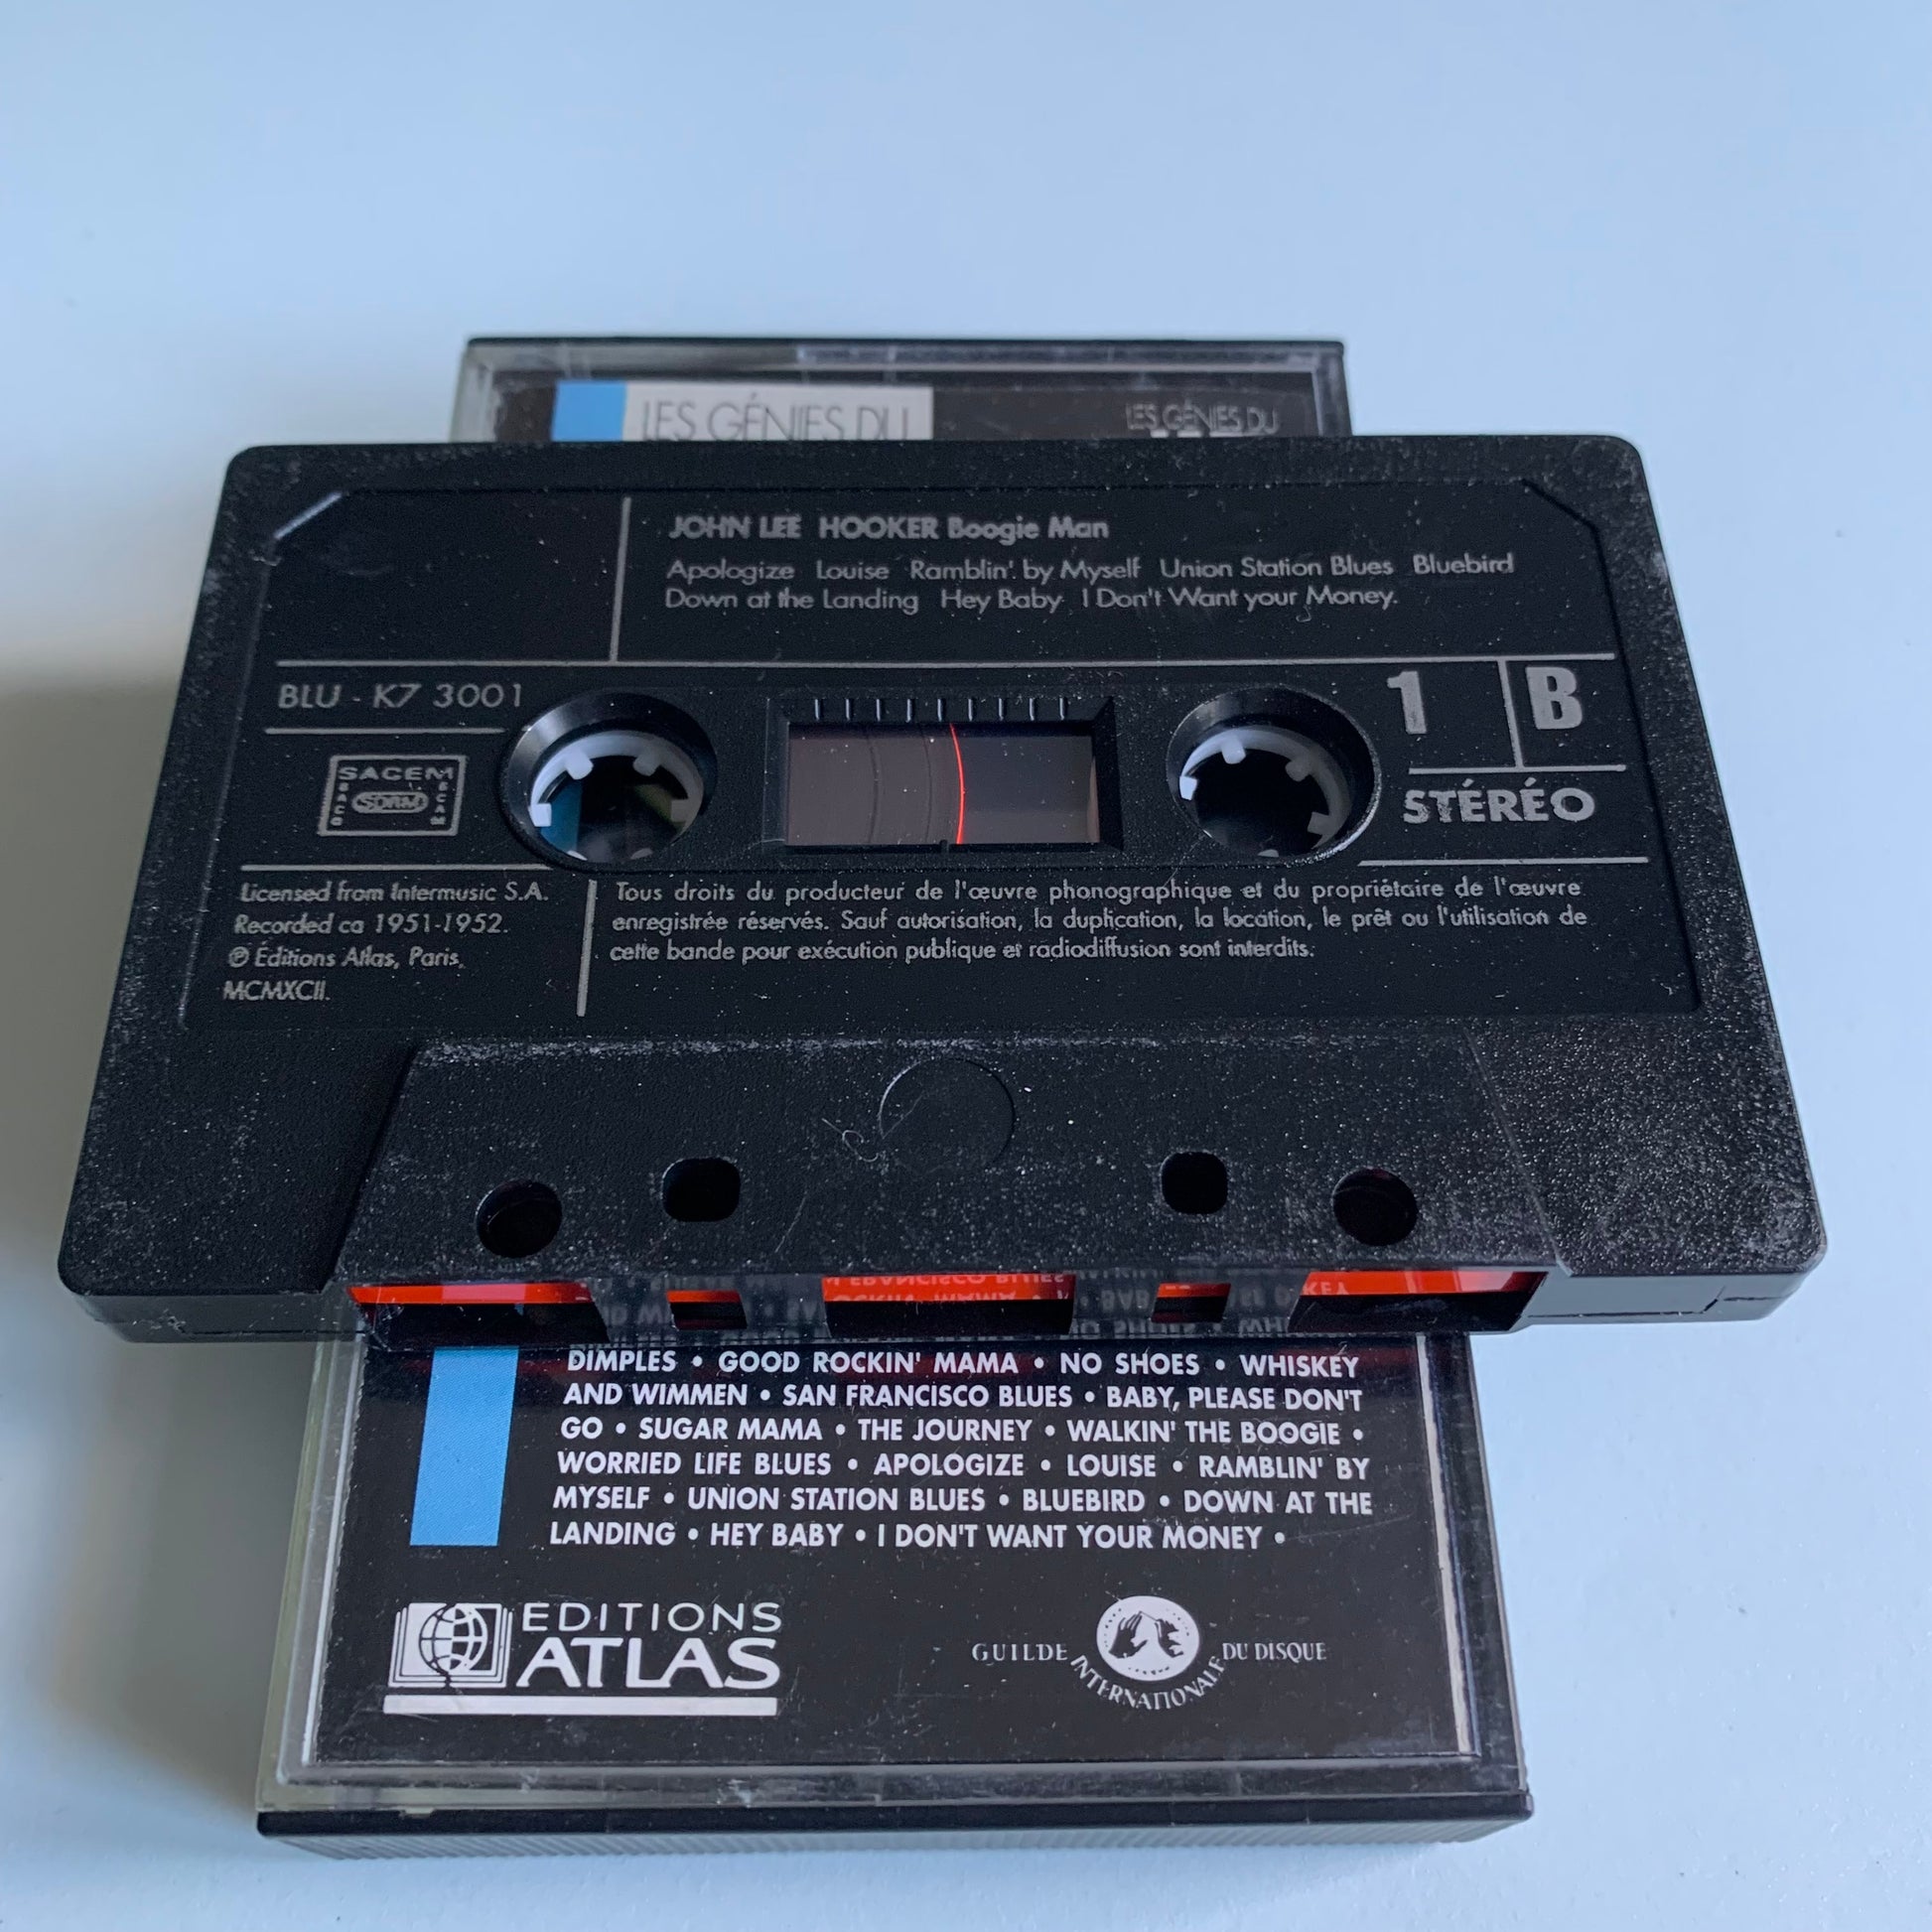 LES GÉNIES DU
LES GÉNIES DU
JOHN LEE HOOKER Boogie Man
Apologize Louise Ramblin' by Myself Union Station Blues Bluebird
Down at the Landing Hey Baby I Don't Want your Money.
BLU - K7 3001
1 B
SACEM
SDRM
STÉRÉO
Licensed from Intermusic S.A.
Recorded ca 1951-1952.
℗ Éditions Atlas, Paris,
MCMXCII.
Tous droits du producteur de l'œuvre phonographique et du propriétaire de l'œuvre
enregistrée réservés. Sauf autorisation, la duplication, la location, le prêt ou l'utilisation de
cette bande pour exécution publique et radiodiffusion sont interdits.
DIMPLES • GOOD ROCKIN' MAMA • NO SHOES • WHISKEY
AND WIMMEN • SAN FRANCISCO BLUES • BABY, PLEASE DON'T
GO • SUGAR MAMA • THE JOURNEY • WALKIN' THE BOOGIE •
WORRIED LIFE BLUES • APOLOGIZE • LOUISE • RAMBLIN' BY
MYSELF • UNION STATION BLUES • BLUEBIRD • DOWN AT THE
LANDING • HEY BABY • I DON'T WANT YOUR MONEY •
EDITIONS
ATLAS
GUILDE INTERNATIONALE DU DISQUE